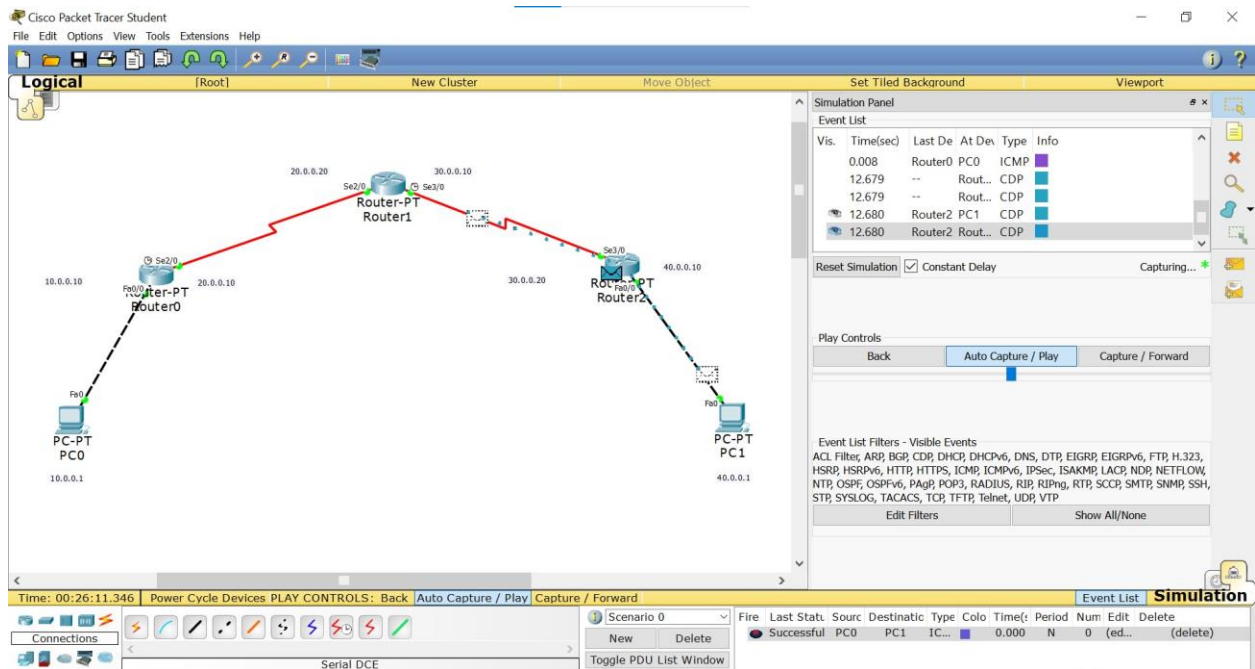 Cisco Packet Tracer Student
File Edit Options View Tools Extensions Help
Logical [Root] New Cluster Move Object Set Tiled Background Viewport
Simulation Panel
Event List
Vis. Time(sec) Last De At Dev Type Info
0.008 Router0 PC0 ICMP
12.679 -- Rout... CDP
12.679 -- Rout... CDP
12.680 Router2 PC1 CDP
12.680 Router2 Rout... CDP
Reset Simulation Constant Delay Capturing... *
Play Controls
Back Auto Capture / Play Capture / Forward
Event List Filters - Visible Events
ACL Filter, ARP, BGP, CDP, DHCP, DHCPv6, DNS, DTP, EIGRP, EIGRPv6, FTP, H.323,
HSRP, HSRPv6, HTTP, HTTPS, ICMP, ICMPv6, IPSec, ISAKMP, LACP, NDP, NETFLOW,
NTP, OSPF, OSPFv6, PAgP, POP3, RADIUS, RIP, RIPng, RTP, SCCP, SMTP, SNMP, SSH,
STP, SYSLOG, TACACS, TCP, TFTP, Telnet, UDP, VTP
Edit Filters Show All/None
20.0.0.20 30.0.0.10
Se2/0 Se3/0
Router-PT
Router1
Se2/0
10.0.0.10 Fa0/0 20.0.0.10
Router0
Se3/0
40.0.0.10
30.0.0.20
Fa0/0
Router2
Fa0
PC-PT
PC0
10.0.0.1
Fa0
PC-PT
PC1
40.0.0.1
Time: 00:26:11.346 Power Cycle Devices PLAY CONTROLS: Back Auto Capture / Play Capture / Forward Event List Simulation
Connections
Serial DCE
Scenario 0
New Delete
Toggle PDU List Window
Fire Last Statu Sourc Destinatic Type Colo Time(s Period Num Edit Delete
Successful PC0 PC1 IC... 0.000 N 0 (ed... (delete)